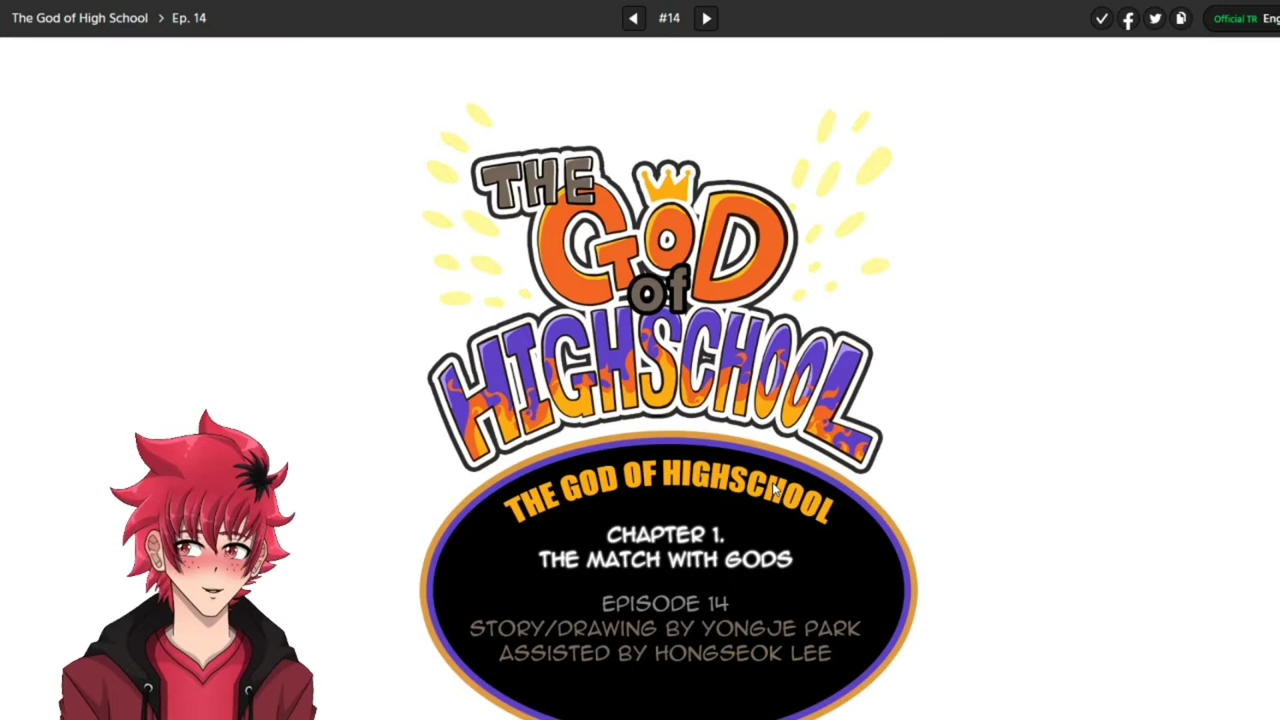 The God of High School > Ep. 14
#14
Official TR Eng
THE
GOD
of
HIGHSCHOOL
THE GOD OF HIGHSCHOOL
CHAPTER 1.
THE MATCH WITH GODS
EPISODE 14
STORY/DRAWING BY YONGJE PARK
ASSISTED BY HONGSEOK LEE